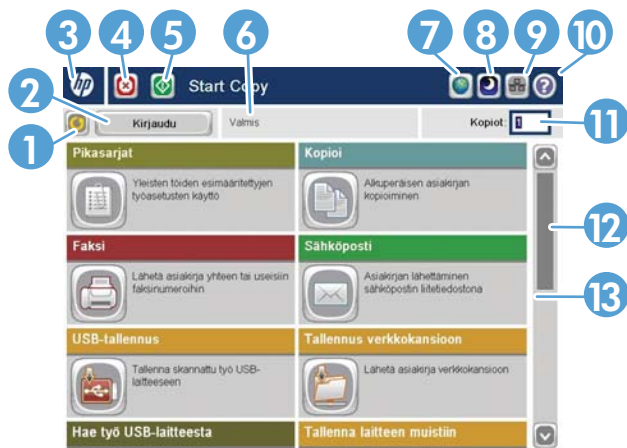 3
4
5
6
7
8
9
10
hp
Start Copy
?
2
Kirjaudu
Valmis
Kopiot: 1
11
1
Pikasarjat
Kopioi
Yleisten töiden esimääritettyjen
työasetusten käyttö
Alkuperäisen asiakirjan
kopioiminen
12
Faksi
Sähköposti
Lähetä asiakirja yhteen tai useisiin
faksinumeroihin
Asiakirjan lähettäminen
sähköpostin liitetiedostona
13
USB-tallennus
Tallennus verkkokansioon
Tallenna skannattu työ USB-
laitteeseen
Lähetä asiakirja verkkokansioon
Hae työ USB-laitteesta
Tallenna laitteen muistiin